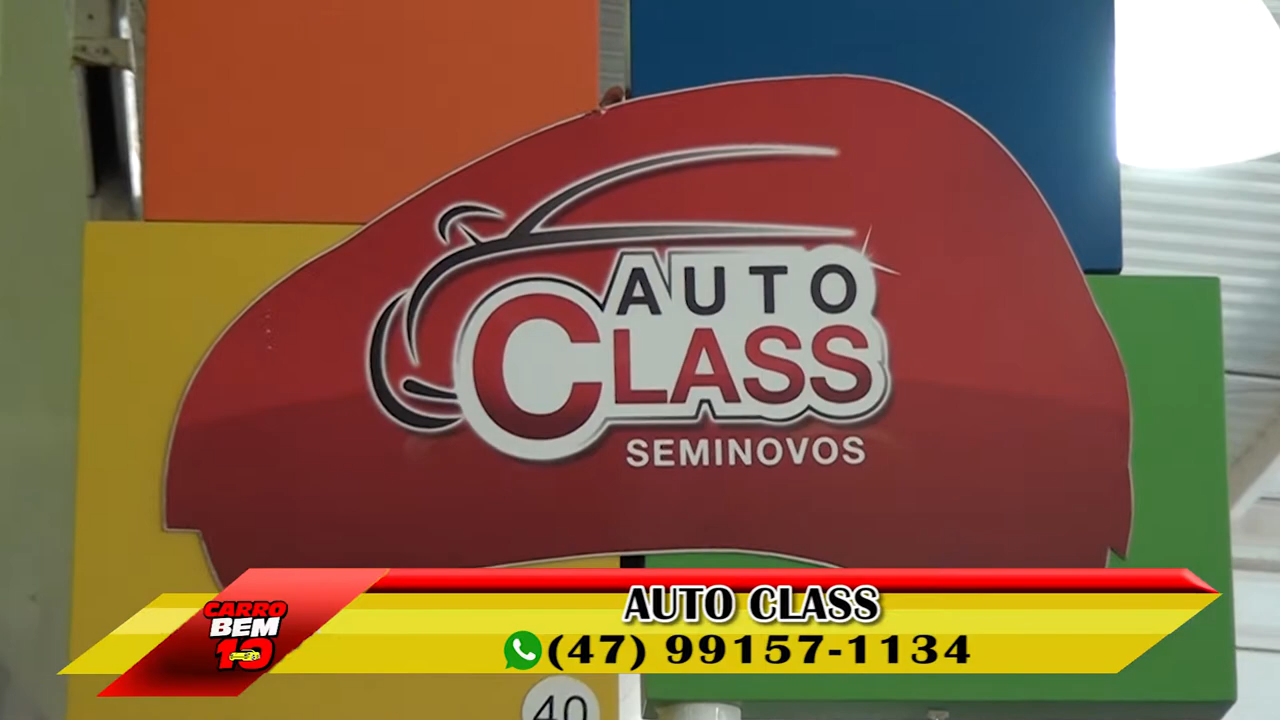 AUTO
CLASS
SEMINOVOS
CARRO
BEM
10
AUTO CLASS
(47) 99157-1134
40